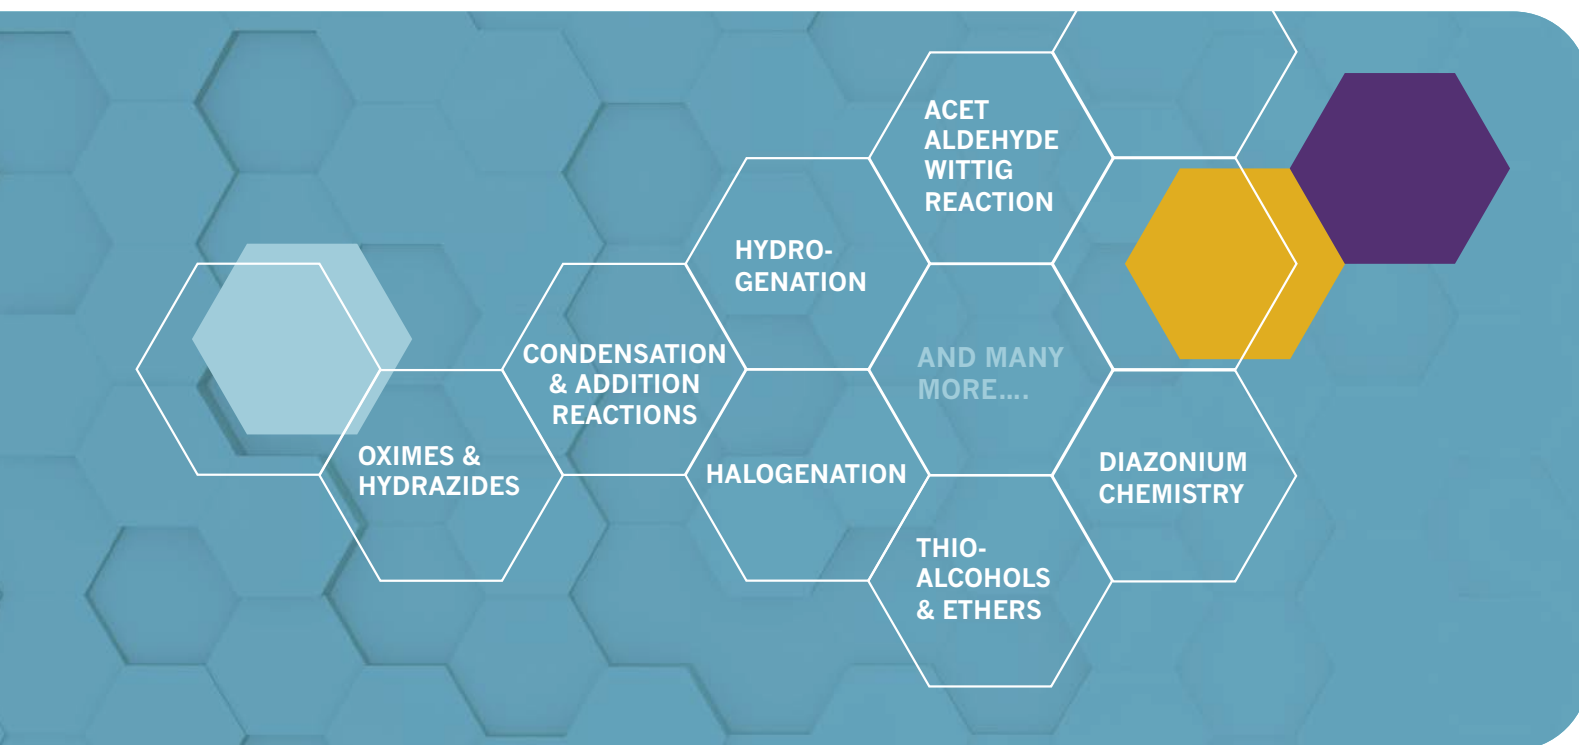 ACET
ALDEHYDE
WITTIG
REACTION
HYDRO-
GENATION
CONDENSATION
& ADDITION
REACTIONS
AND MANY
MORE....
OXIMES &
HYDRAZIDES
HALOGENATION
DIAZONIUM
CHEMISTRY
THIO-
ALCOHOLS
& ETHERS